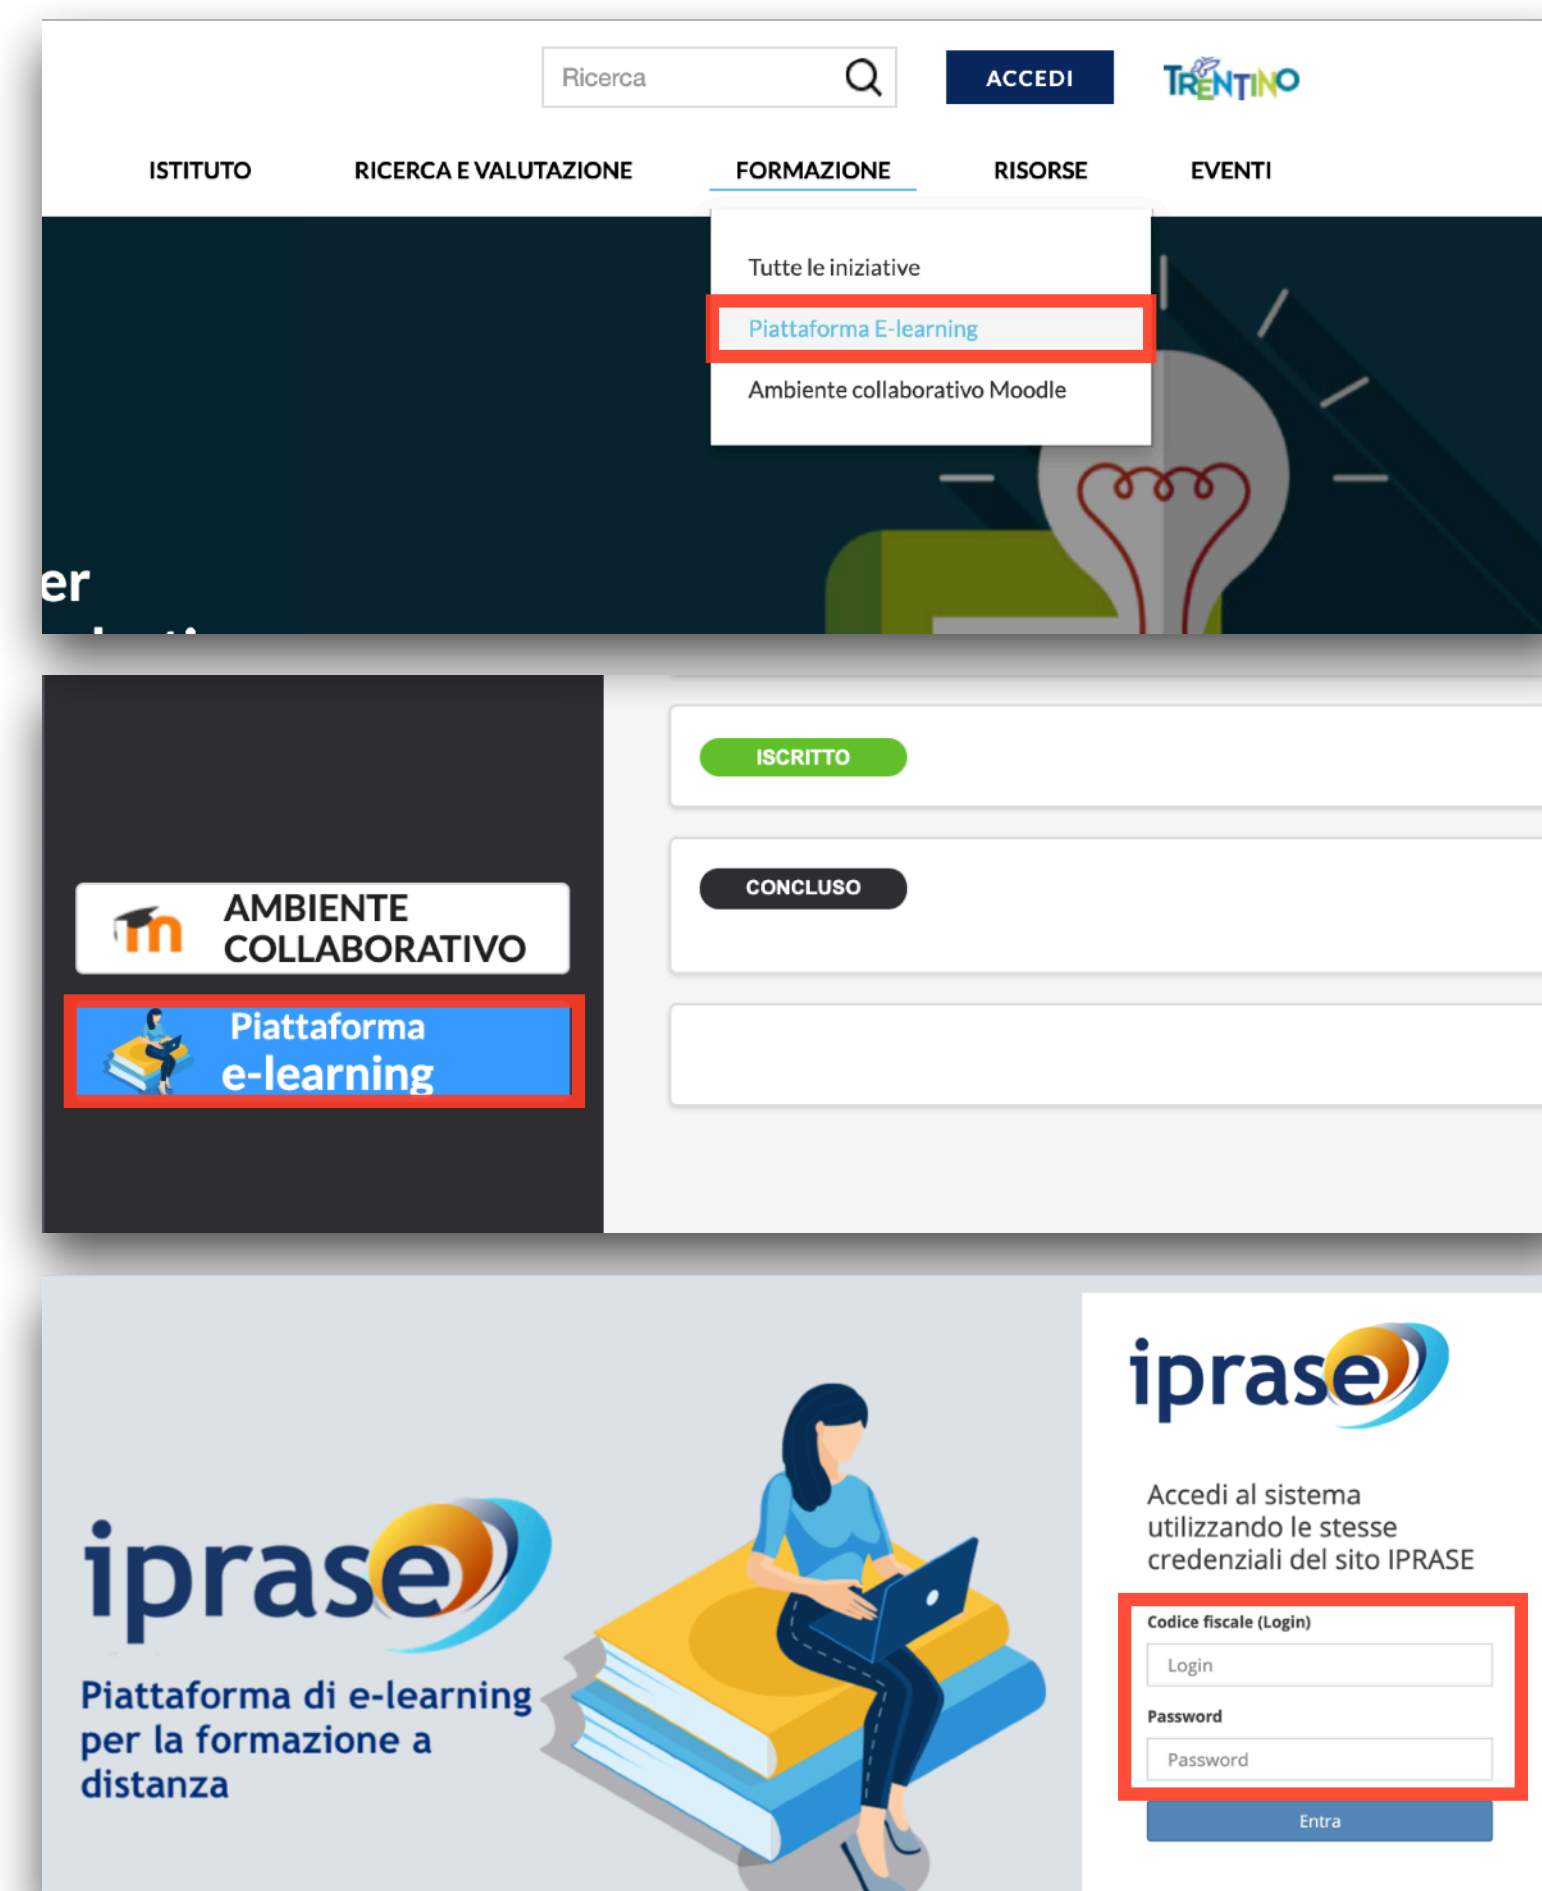 Ricerca
ACCEDI
TRENTINO
ISTITUTO RICERCA E VALUTAZIONE FORMAZIONE RISORSE EVENTI
Tutte le iniziative
Piattaforma E-learning
Ambiente collaborativo Moodle
er
ISCRITTO
CONCLUSO
AMBIENTE
COLLABORATIVO
Piattaforma
e-learning
iprase
Piattaforma di e-learning
per la formazione a
distanza
iprase
Accedi al sistema
utilizzando le stesse
credenziali del sito IPRASE
Codice fiscale (Login)
Login
Password
Password
Entra